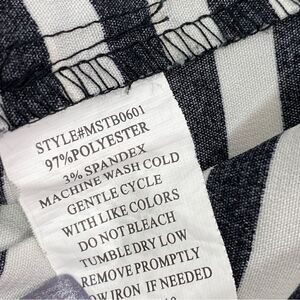 STYLE#MSTB0601
97%POLYESTER
3% SPANDEX
MACHINE WASH COLD
GENTLE CYCLE
WITH LIKE COLORS
DO NOT BLEACH
TUMBLE DRY LOW
REMOVE PROMPTLY
IRON IF NEEDED